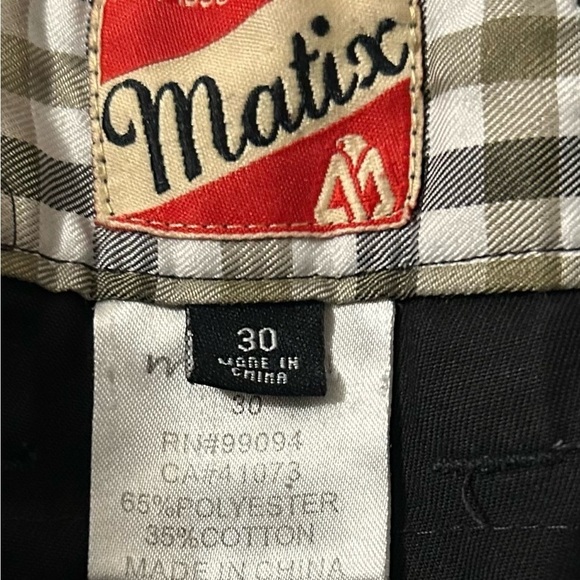 Matix
30
MADE IN
CHINA
30
RN#99094
CA#41073
65%POLYESTER
35%COTTON
MADE IN CHINA